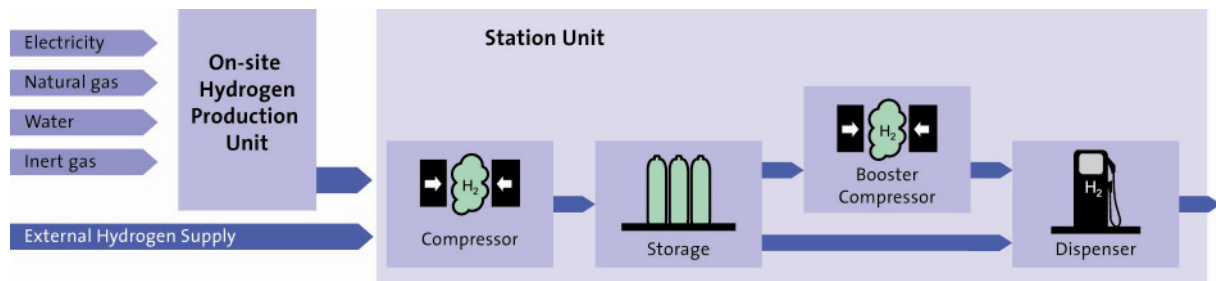 Electricity
Natural gas
Water
Inert gas
On-site
Hydrogen
Production
Unit
External Hydrogen Supply
Station Unit
H2
Compressor
Storage
H2
Booster
Compressor
H2
Dispenser